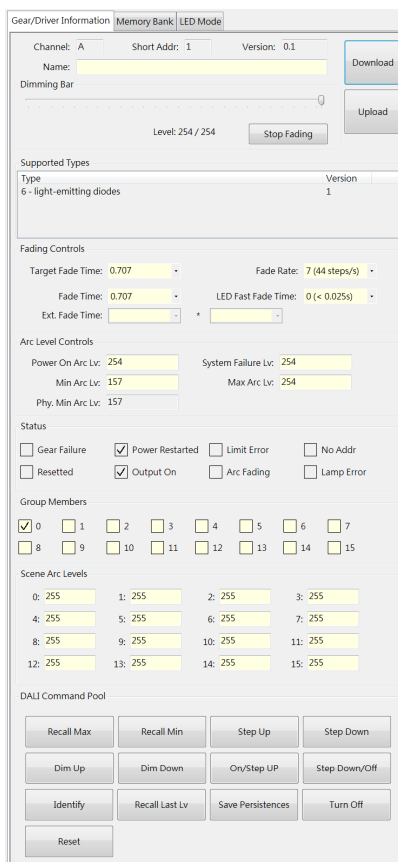 Gear/Driver Information Memory Bank LED Mode
Channel: A Short Addr: 1 Version: 0.1
Download
Name:
Dimming Bar
Upload
Level: 254 / 254 Stop Fading
Supported Types
Type Version
6 - light-emitting diodes 1
Fading Controls
Target Fade Time: 0.707 Fade Rate: 7 (44 steps/s)
Fade Time: 0.707 LED Fast Fade Time: 0 (< 0.025s)
Ext. Fade Time: *
Arc Level Controls
Power On Arc Lv: 254 System Failure Lv: 254
Min Arc Lv: 157 Max Arc Lv: 254
Phy. Min Arc Lv: 157
Status
Gear Failure Power Restarted Limit Error No Addr
Resetted Output On Arc Fading Lamp Error
Group Members
0 1 2 3 4 5 6 7
8 9 10 11 12 13 14 15
Scene Arc Levels
0: 255 1: 255 2: 255 3: 255
4: 255 5: 255 6: 255 7: 255
8: 255 9: 255 10: 255 11: 255
12: 255 13: 255 14: 255 15: 255
DALI Command Pool
Recall Max Recall Min Step Up Step Down
Dim Up Dim Down On/Step UP Step Down/Off
Identify Recall Last Lv Save Persistences Turn Off
Reset